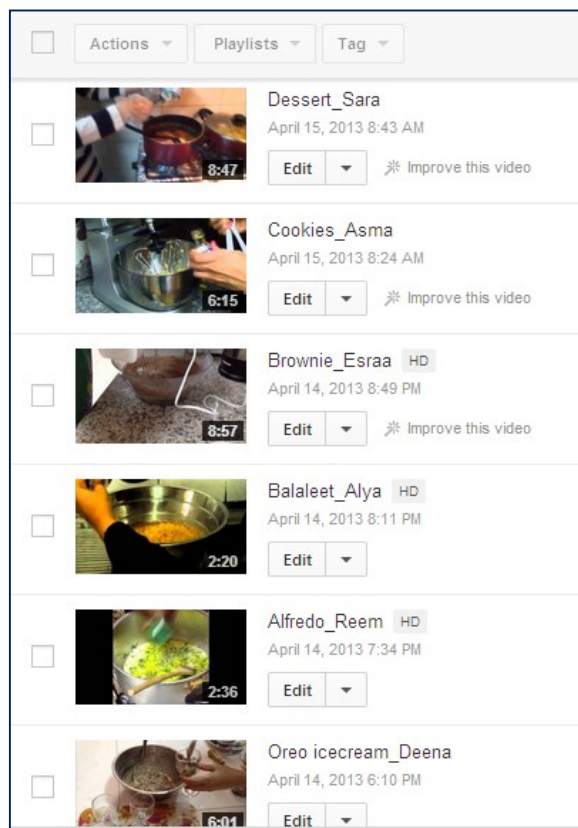 Actions Playlists Tag
Dessert_Sara
April 15, 2013 8:43 AM
8:47
Edit Improve this video
Cookies_Asma
April 15, 2013 8:24 AM
6:15
Edit Improve this video
Brownie_Esraa HD
April 14, 2013 8:49 PM
8:57
Edit Improve this video
Balaleet_Alya HD
April 14, 2013 8:11 PM
2:20
Edit
Alfredo_Reem HD
April 14, 2013 7:34 PM
2:36
Edit
Oreo icecream_Deena
April 14, 2013 6:10 PM
6:01
Edit